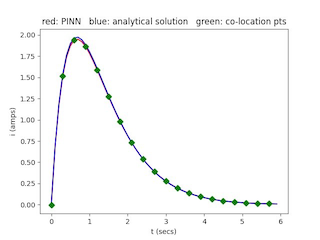 red: PINN blue: analytical solution green: co-location pts
2.00
1.75
1.50
1.25
1.00
0.75
0.50
0.25
0.00
i (amps)
0 1 2 3 4 5 6
t (secs)